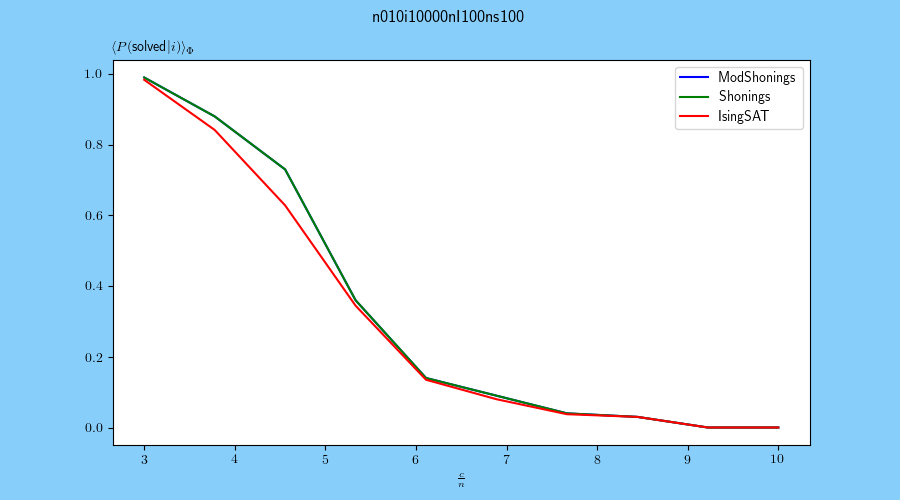 n010i10000nI100ns100
⟨P(solved|i)⟩_Φ
1.0
0.8
0.6
0.4
0.2
0.0
ModShonings
Shonings
IsingSAT
3 4 5 6 7 8 9 10
c/n